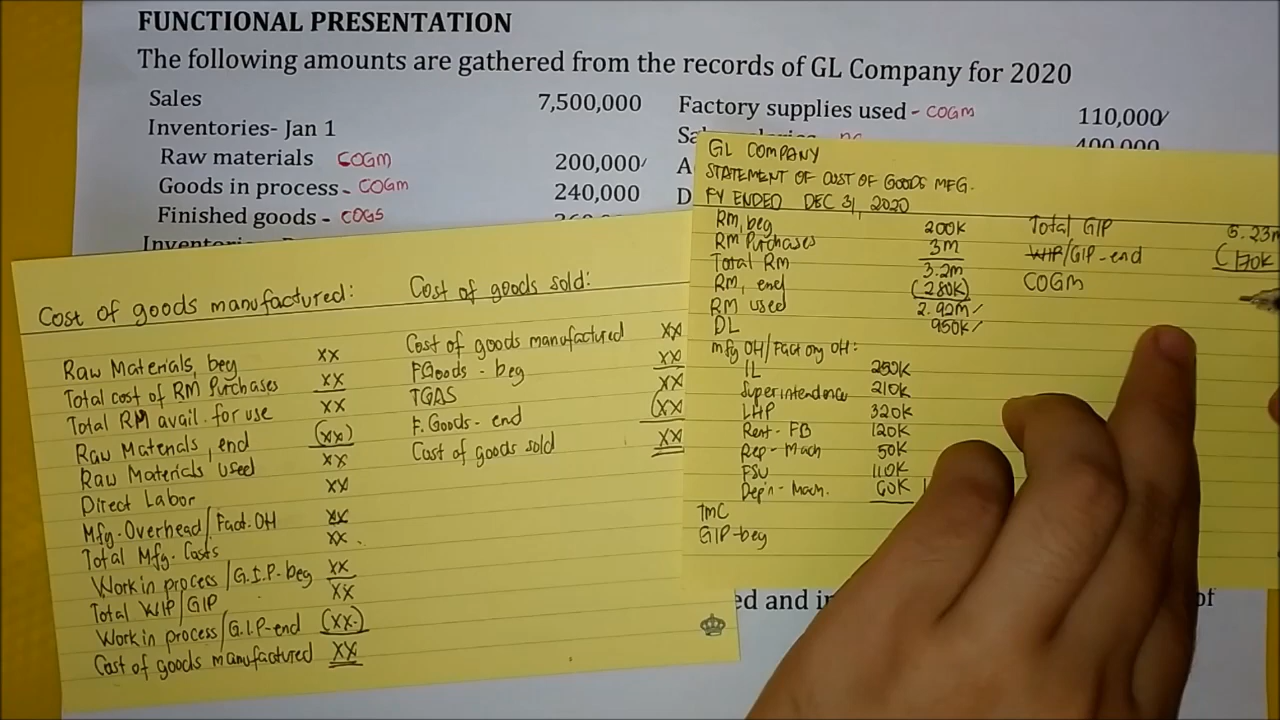 FUNCTIONAL PRESENTATION
The following amounts are gathered from the records of GL Company for 2020
Sales 7,500,000
Inventories- Jan 1
Raw materials COGM 200,000
Goods in process - COGM 240,000
Finished goods - COGS
Factory supplies used - COGM 110,000
400,000
Cost of goods manufactured:
Raw Materials, beg xx
Total cost of RM Purchases xx
Total RM avail. for use xx
Raw Materials, end (xx)
Raw Materials used xx
Direct Labor xx
Mfg. Overhead/Fact. OH xx
Total Mfg. Costs xx
Work in process/G.I.P-beg xx
Total WIP/GIP xx
Work in process/G.I.P-end (xx)
Cost of goods manufactured xx
Cost of goods sold:
Cost of goods manufactured xx
FGoods - beg xx
TGAS xx
F. Goods - end (xx
Cost of goods sold xx
GL COMPANY
STATEMENT OF COST OF GOODS MFG.
FY ENDED DEC 31, 2020
RM, beg 200K
RM Purchases 3m
Total RM 3.2m
RM, end (280K)
RM used 2.92m
DL 950K
Mfg OH/Factory OH:
IL 250K
Superintendence 210K
LHP 320K
Rent - FB 120K
Rep - Mach 50K
FSU 110K
Dep'n - Mach. 60K
TMC
GIP-beg
Total GIP 5.23m
WIP/GIP-end (170K
COGM
ed and in
of